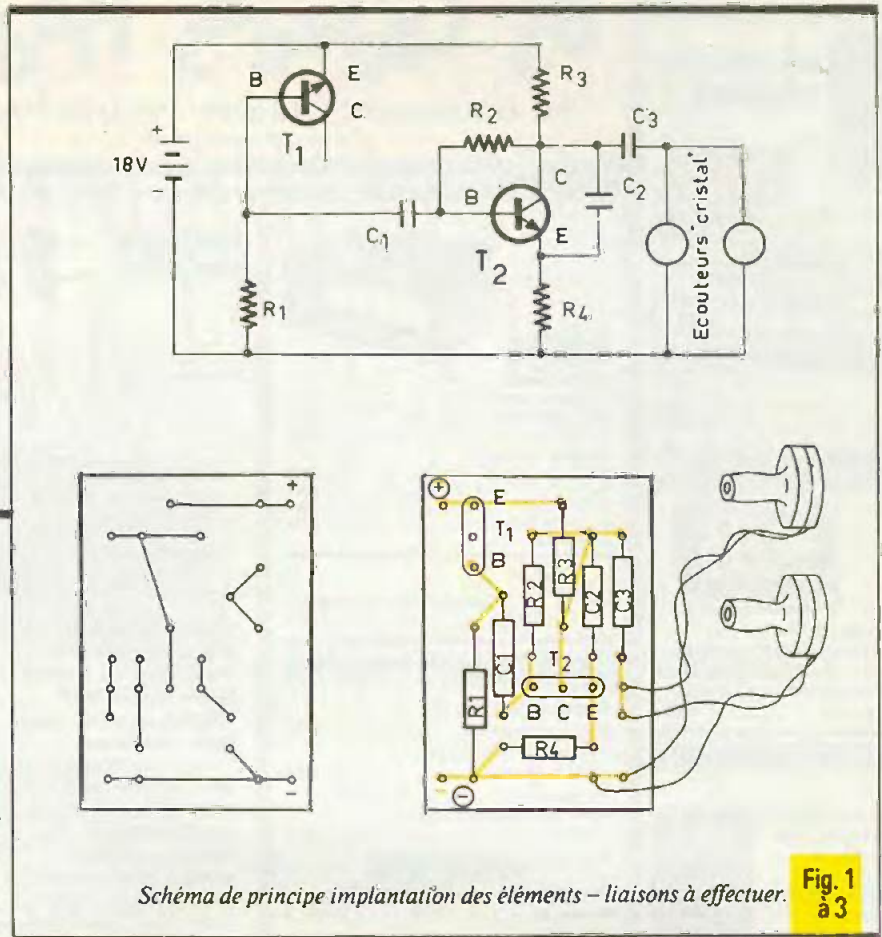 B
E
C
T1
R3
R2
C3
+
18V
-
C1
B
C
C2
E
T2
R1
R4
Ecouteurs "cristal"
+
-
+
E
T1
B
R2
R3
C2
C3
C1
T2
R1
B C E
R4
-
-
Schéma de principe implantation des éléments – liaisons à effectuer.
Fig. 1
à 3